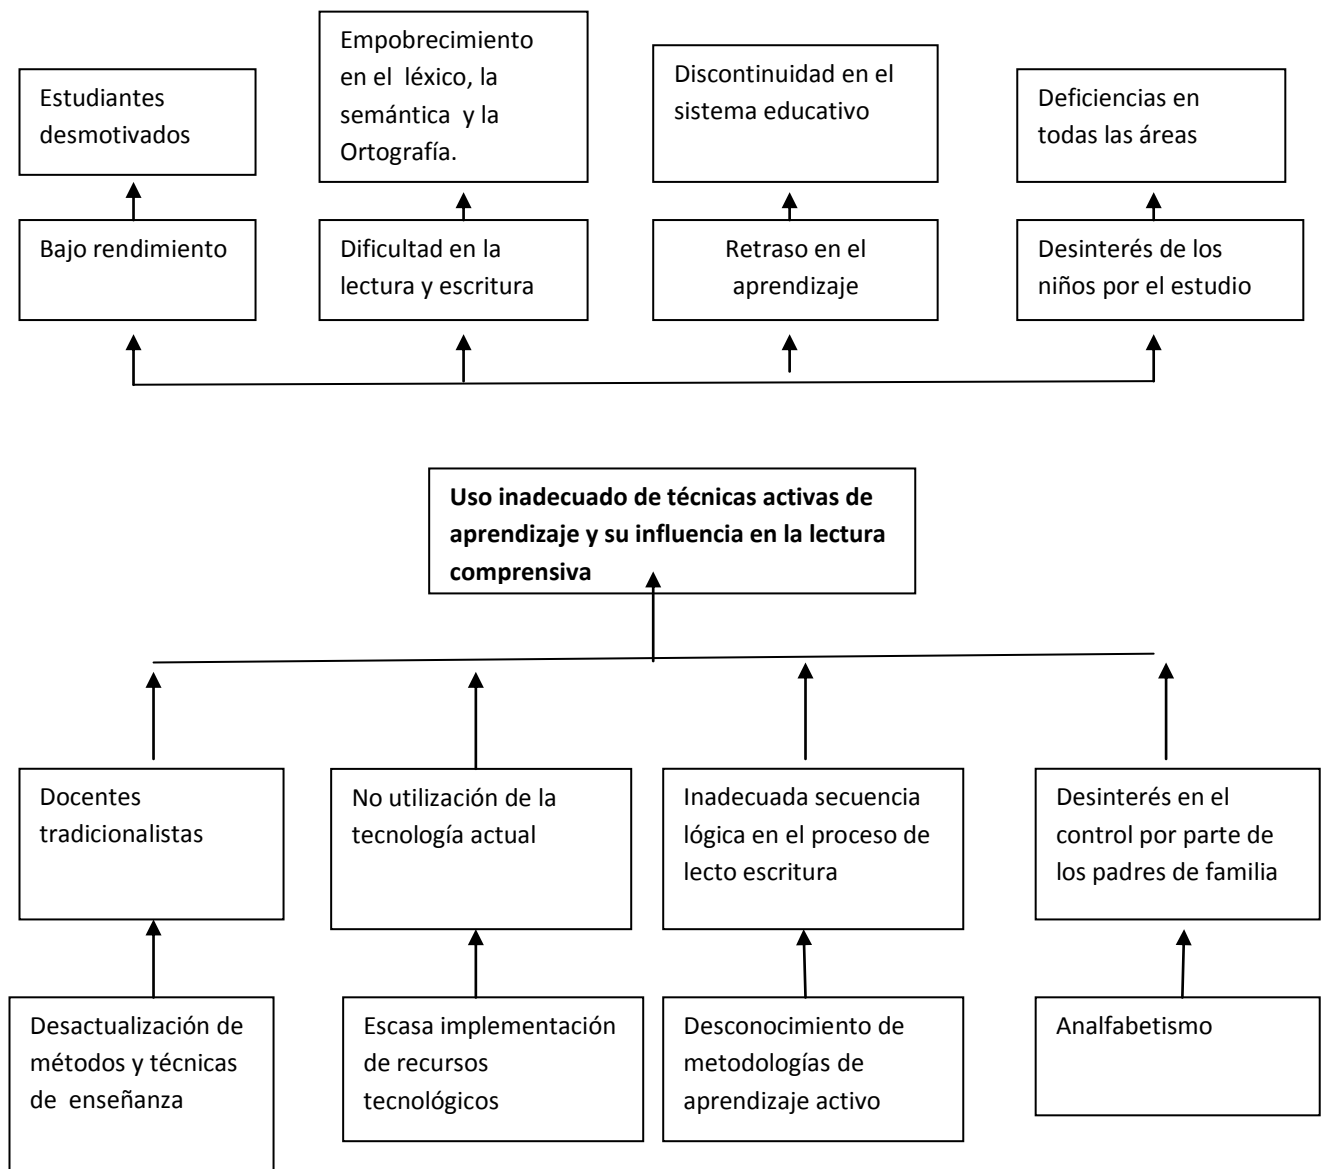 Estudiantes
desmotivados
Empobrecimiento
en el léxico, la
semántica y la
Ortografía.
Discontinuidad en el
sistema educativo
Deficiencias en
todas las áreas
Bajo rendimiento
Dificultad en la
lectura y escritura
Retraso en el
aprendizaje
Desinterés de los
niños por el estudio
Uso inadecuado de técnicas activas de
aprendizaje y su influencia en la lectura
comprensiva
Docentes
tradicionalistas
No utilización de la
tecnología actual
Inadecuada secuencia
lógica en el proceso de
lecto escritura
Desinterés en el
control por parte de
los padres de familia
Desactualización de
métodos y técnicas
de enseñanza
Escasa implementación
de recursos
tecnológicos
Desconocimiento de
metodologías de
aprendizaje activo
Analfabetismo